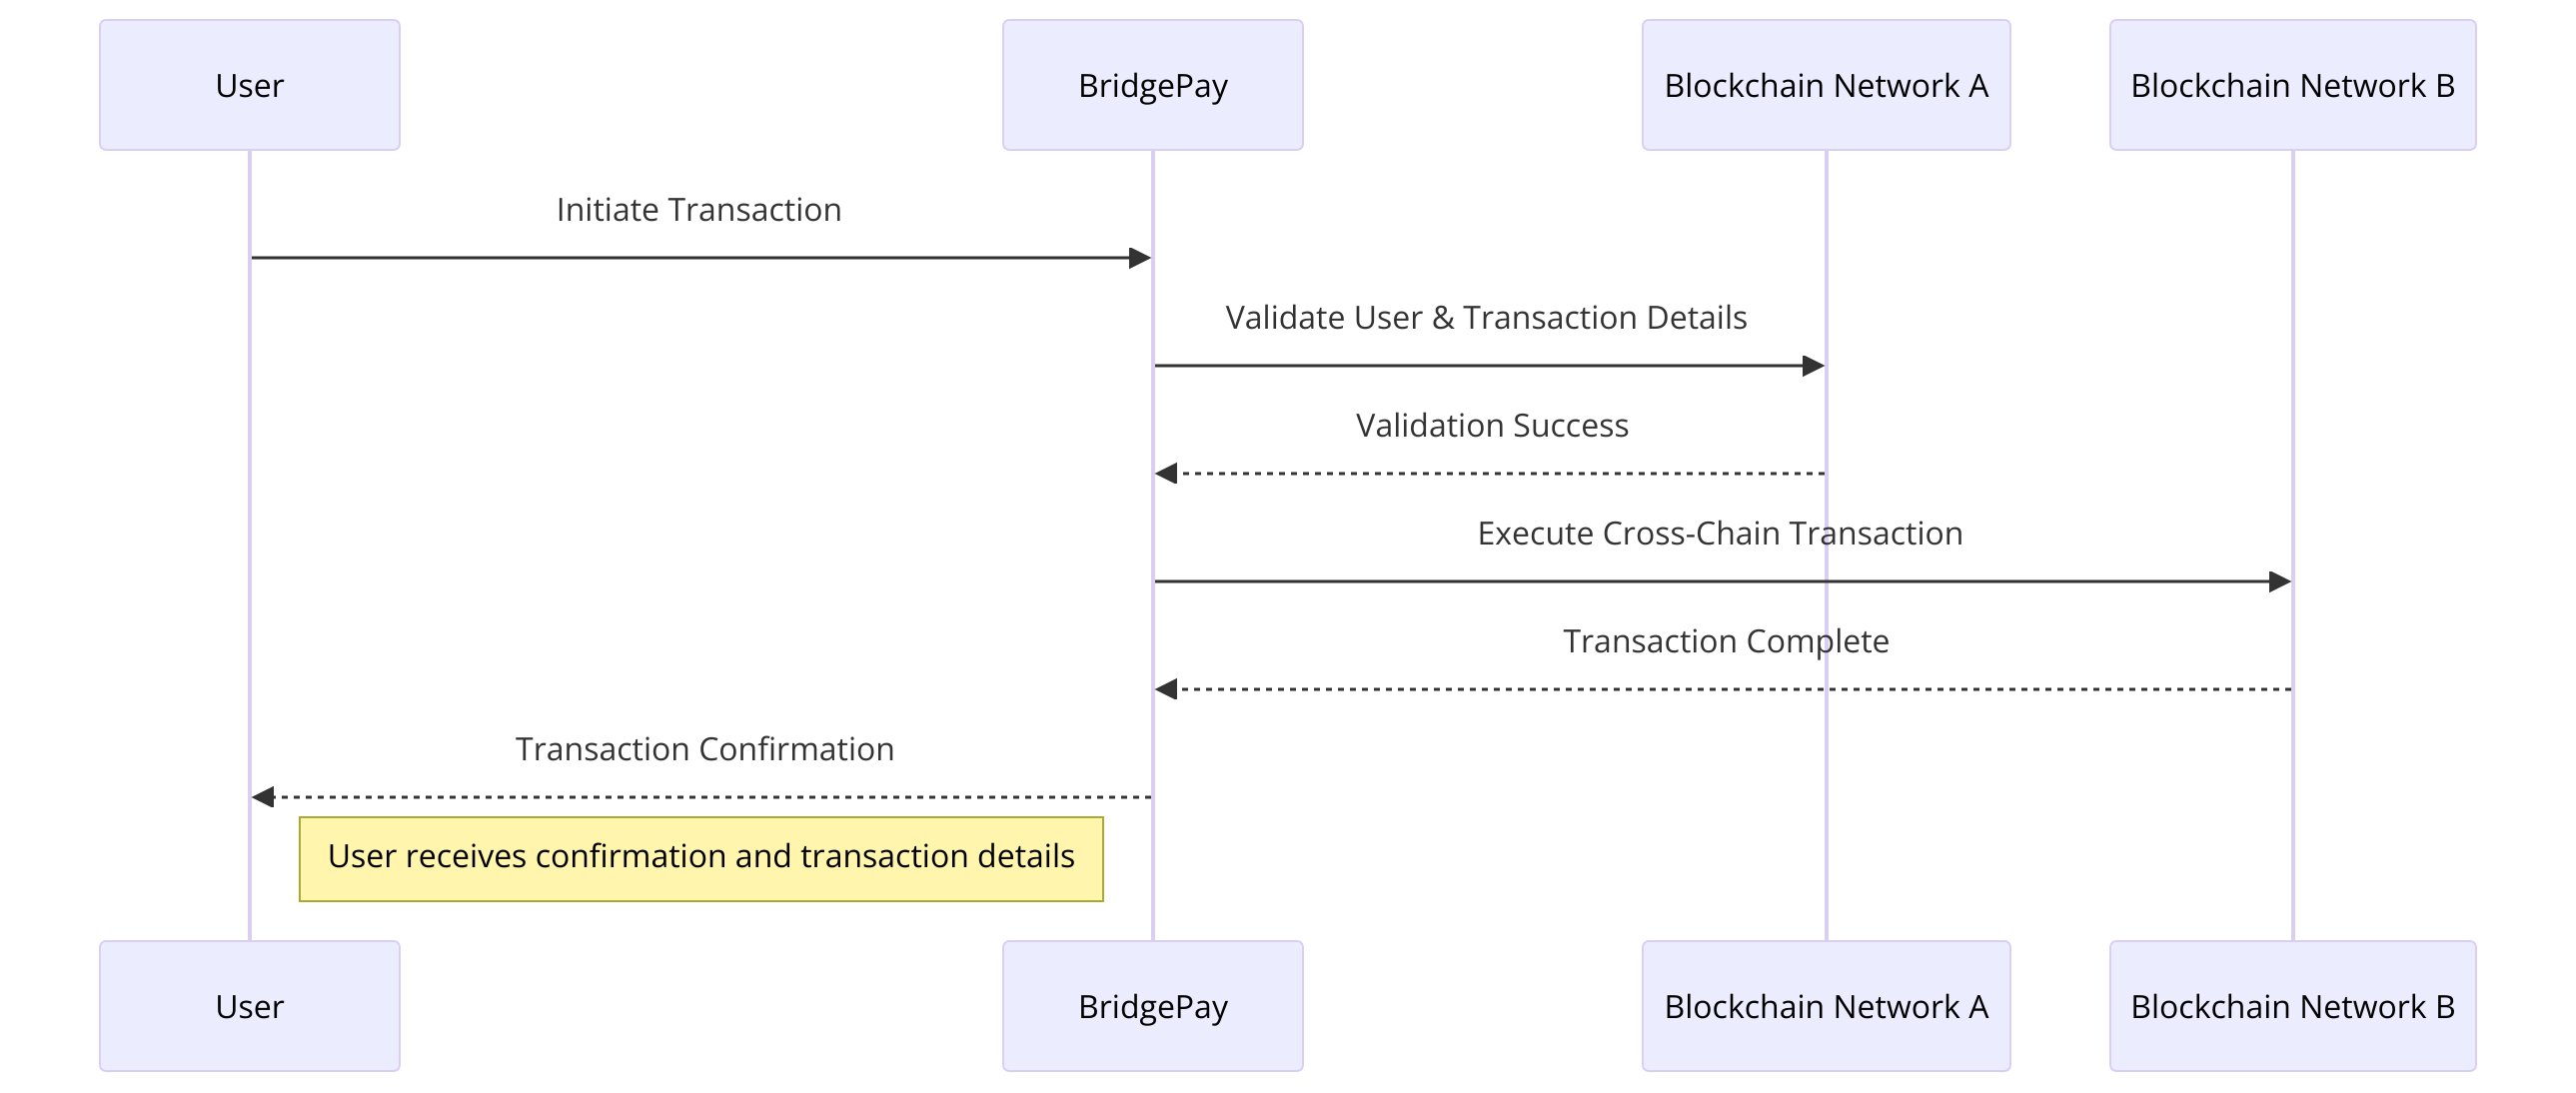 User
BridgePay
Blockchain Network A
Blockchain Network B
Initiate Transaction
Validate User & Transaction Details
Validation Success
Execute Cross-Chain Transaction
Transaction Complete
Transaction Confirmation
User receives confirmation and transaction details
User
BridgePay
Blockchain Network A
Blockchain Network B